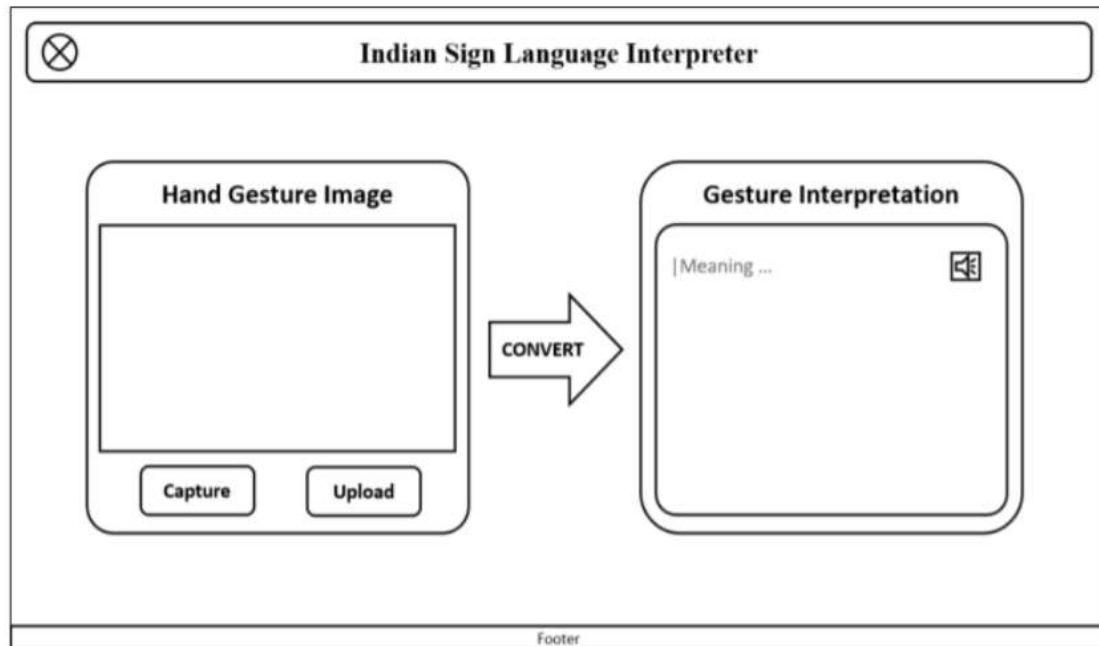 Indian Sign Language Interpreter
Hand Gesture Image
Capture
Upload
CONVERT
Gesture Interpretation
|Meaning ...
Footer